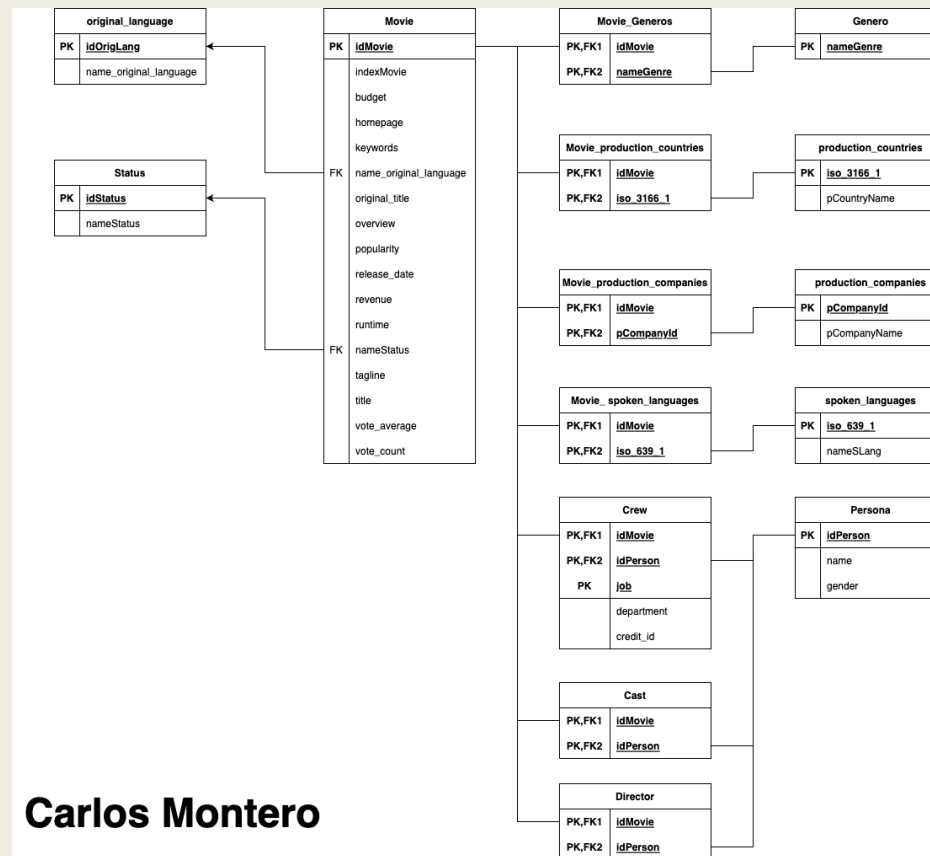 original_language
PK idOrigLang
name_original_language
Status
PK idStatus
nameStatus
Movie
PK idMovie
indexMovie
budget
homepage
keywords
FK name_original_language
original_title
overview
popularity
release_date
revenue
runtime
FK nameStatus
tagline
title
vote_average
vote_count
Movie_Generos
PK,FK1 idMovie
PK,FK2 nameGenre
Genero
PK nameGenre
Movie_production_countries
PK,FK1 idMovie
PK,FK2 iso_3166_1
production_countries
PK iso_3166_1
pCountryName
Movie_production_companies
PK,FK1 idMovie
PK,FK2 pCompanyId
production_companies
PK pCompanyId
pCompanyName
Movie_ spoken_languages
PK,FK1 idMovie
PK,FK2 iso_639_1
spoken_languages
PK iso_639_1
nameSLang
Crew
PK,FK1 idMovie
PK,FK2 idPerson
PK job
department
credit_id
Persona
PK idPerson
name
gender
Cast
PK,FK1 idMovie
PK,FK2 idPerson
Director
PK,FK1 idMovie
PK,FK2 idPerson
Carlos Montero